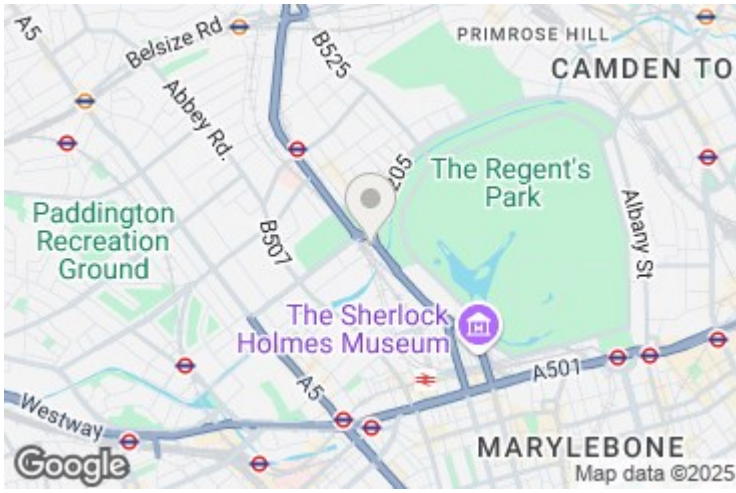 A5
Belsize Rd
B525
PRIMROSE HILL
CAMDEN TO
Abbey Rd.
205
The Regent's
Park
Albany St
Paddington
Recreation
Ground
B507
The Sherlock
Holmes Museum
A5
A501
Westway
MARYLEBONE
Google
Map data ©2025